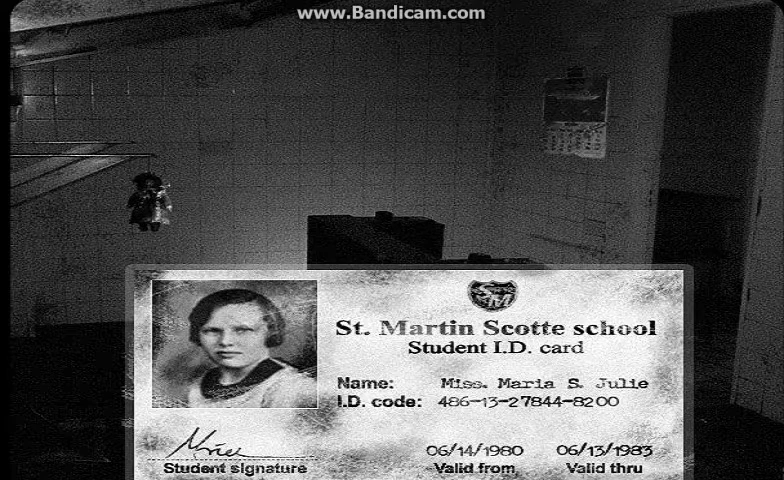 www.Bandicam.com
SM
St. Martin Scotte school
Student I.D. card
Name: Miss. Maria S. Julie
I.D. code: 486-13-27844-8200
06/14/1980 06/13/1983
Student signature Valid from Valid thru